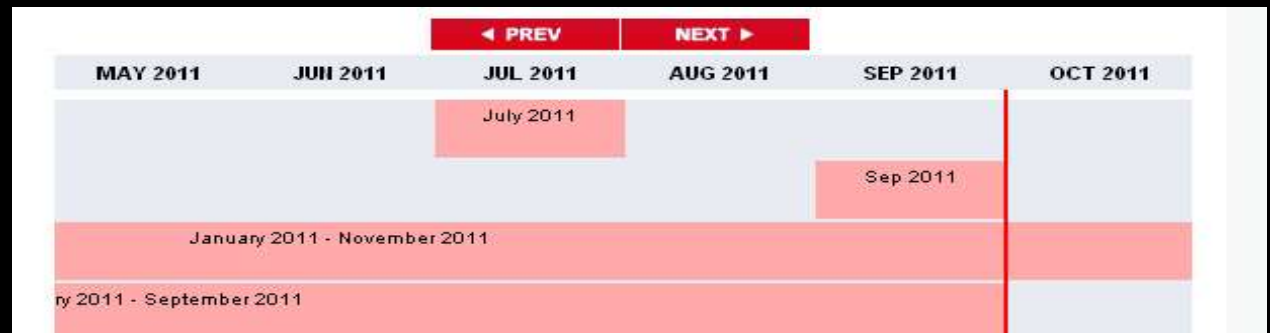 ◄ PREV NEXT ►
MAY 2011 JUN 2011 JUL 2011 AUG 2011 SEP 2011 OCT 2011
July 2011
Sep 2011
January 2011 - November 2011
ry 2011 - September 2011